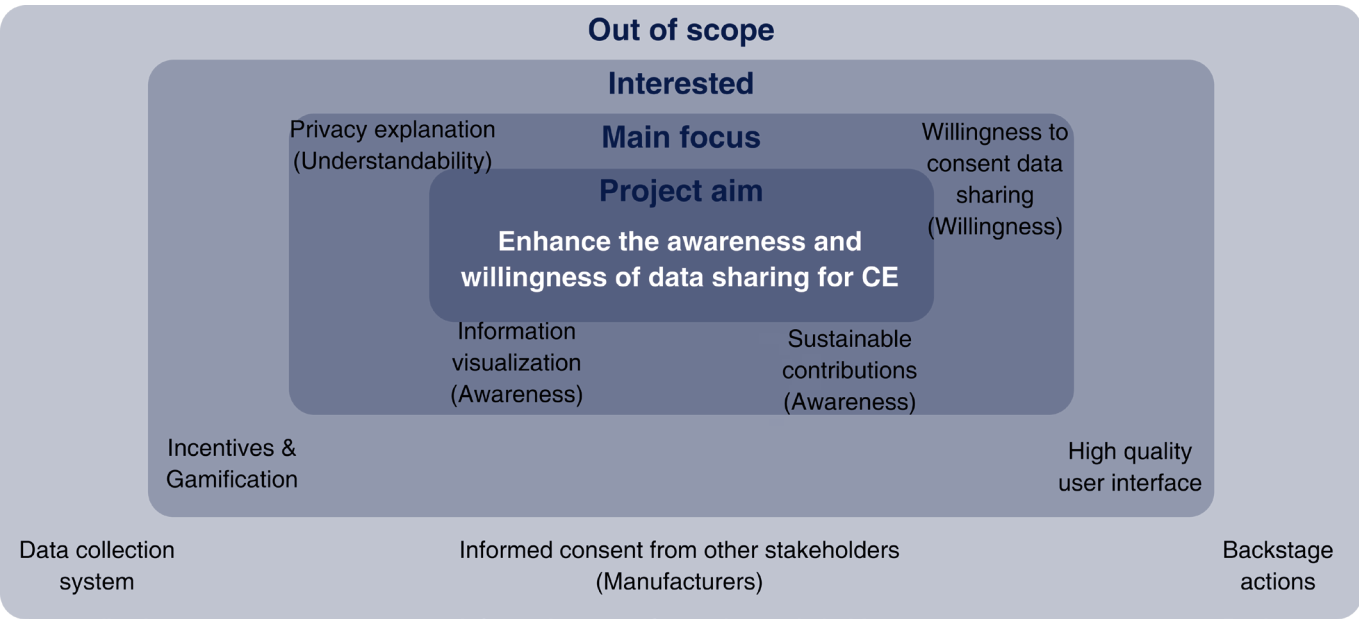 Out of scope
Interested
Main focus
Privacy explanation
(Understandability)
Willingness to
consent data
sharing
(Willingness)
Project aim
Enhance the awareness and
willingness of data sharing for CE
Information
visualization
(Awareness)
Sustainable
contributions
(Awareness)
Incentives &
Gamification
High quality
user interface
Data collection
system
Informed consent from other stakeholders
(Manufacturers)
Backstage
actions